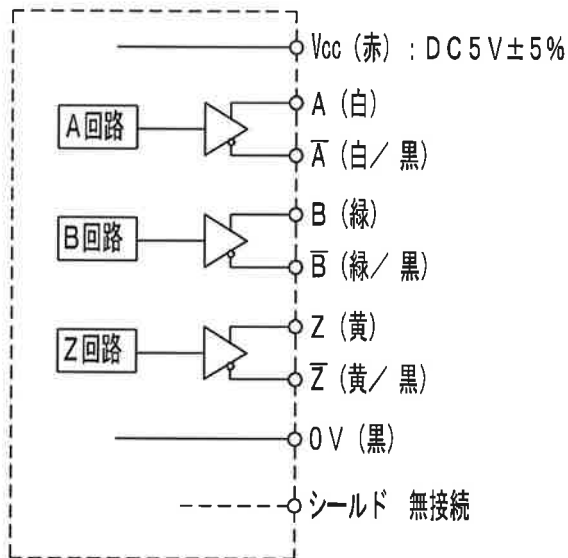 Vcc (赤) : DC5V±5%
A (白)
A回路
A̅ (白/ 黒)
B (緑)
B回路
B̅ (緑/ 黒)
Z (黄)
Z回路
Z̅ (黄/ 黒)
0V (黒)
シールド 無接続